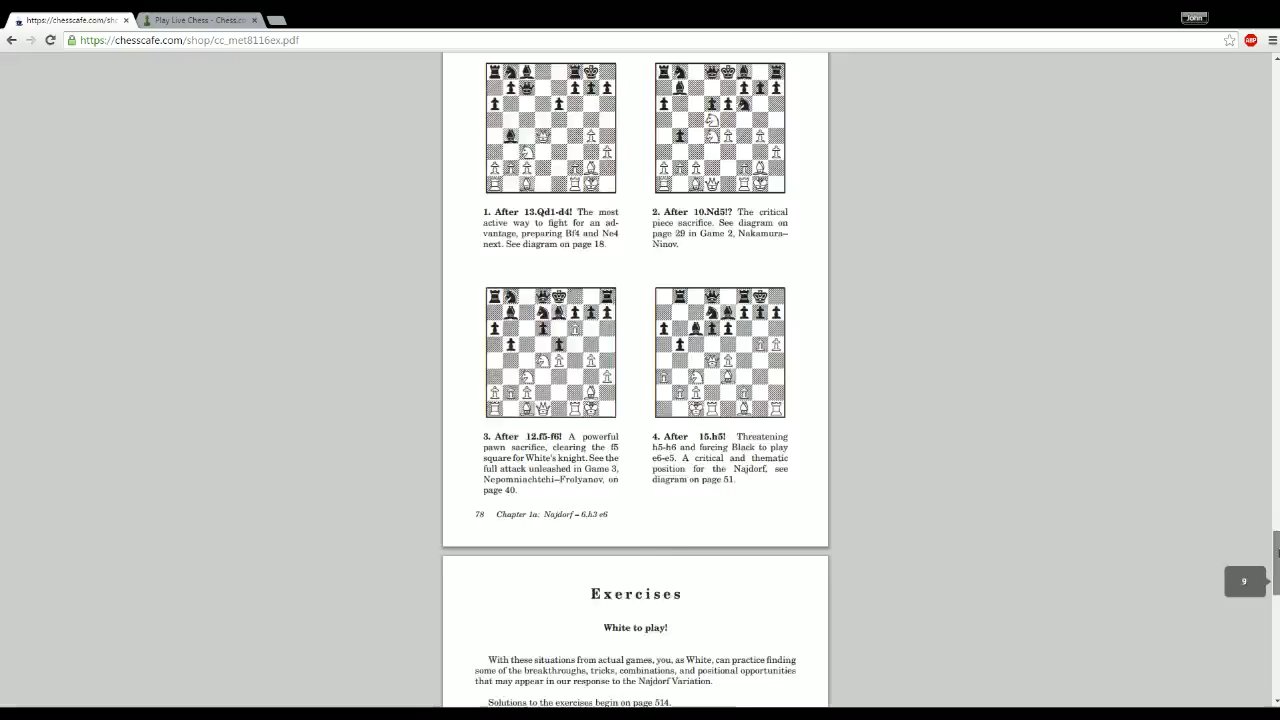 https://chesscafe.com/sho
Play Live Chess - Chess.co
John
https://chesscafe.com/shop/cc_met8116ex.pdf
ABP
1. After 13.Qd1-d4! The most
active way to fight for an ad-
vantage, preparing Bf4 and Ne4
next. See diagram on page 18.
2. After 10.Nd5!? The critical
piece sacrifice. See diagram on
page 29 in Game 2, Nakamura–
Ninov.
3. After 12.f5-f6! A powerful
pawn sacrifice, clearing the f5
square for White's knight. See the
full attack unleashed in Game 3,
Nepomniachtchi–Frolyanov, on
page 40.
4. After 15.h5! Threatening
h5-h6 and forcing Black to play
e6-e5. A critical and thematic
position for the Najdorf, see
diagram on page 51.
78 Chapter 1a: Najdorf – 6.h3 e6
9
Exercises
White to play!
With these situations from actual games, you, as White, can practice finding
some of the breakthroughs, tricks, combinations, and positional opportunities
that may appear in our response to the Najdorf Variation.
Solutions to the exercises begin on page 514.